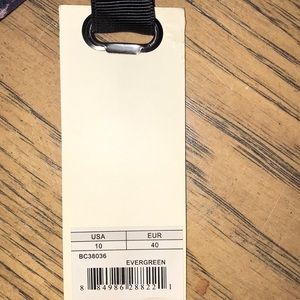 USA EUR
10 40
BC38036
EVERGREEN
8 84986 28822 1